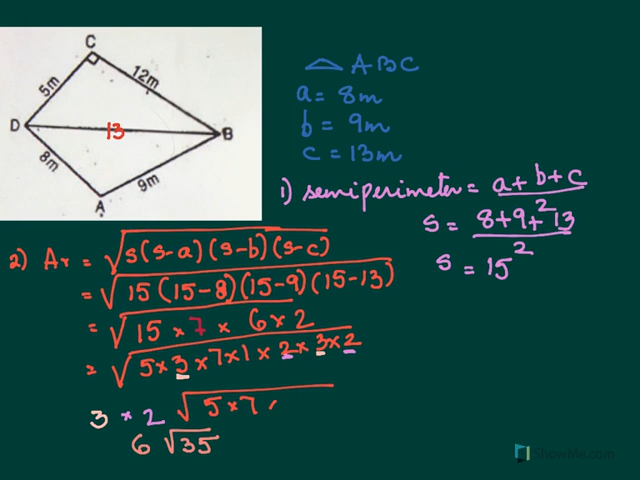 C
5m
12m
D
13
B
8m
9m
A
△ ABC
a = 8m
b = 9m
c = 13m
1) semiperimeter = a + b + c
2
s = 8+9+13
2
s = 15
2) Ar = √s(s-a)(s-b)(s-c)
= √15(15-8)(15-9)(15-13)
= √15 × 7 × 6 × 2
= √5 × 3 × 7 × 1 × 2 × 3 × 2
3 × 2 √5 × 7
6 √35
ShowMe.com